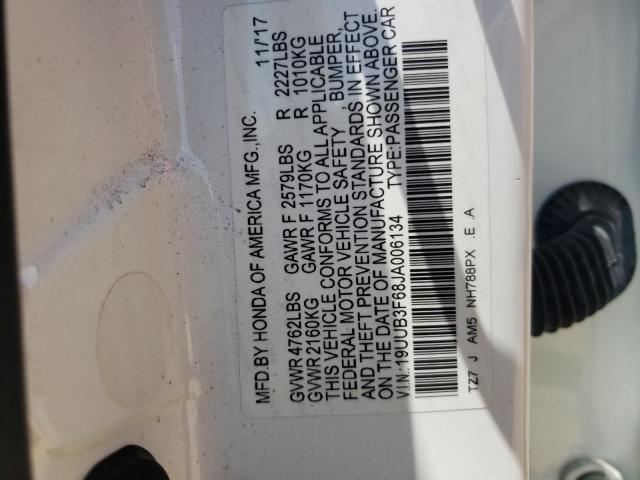 MFD.BY HONDA OF AMERICA MFG.,INC. 11/17
GVWR 4762LBS GAWR F 2579LBS R 2227LBS
GVWR 2160KG GAWR F 1170KG R 1010KG
THIS VEHICLE CONFORMS TO ALL APPLICABLE
FEDERAL MOTOR VEHICLE SAFETY , BUMPER,
AND THEFT PREVENTION STANDARDS IN EFFECT
ON THE DATE OF MANUFACTURE SHOWN ABOVE.
VIN:19UUB3F68JA006134 TYPE:PASSENGER CAR
TZ7 J AM5 NH788PX .E .A